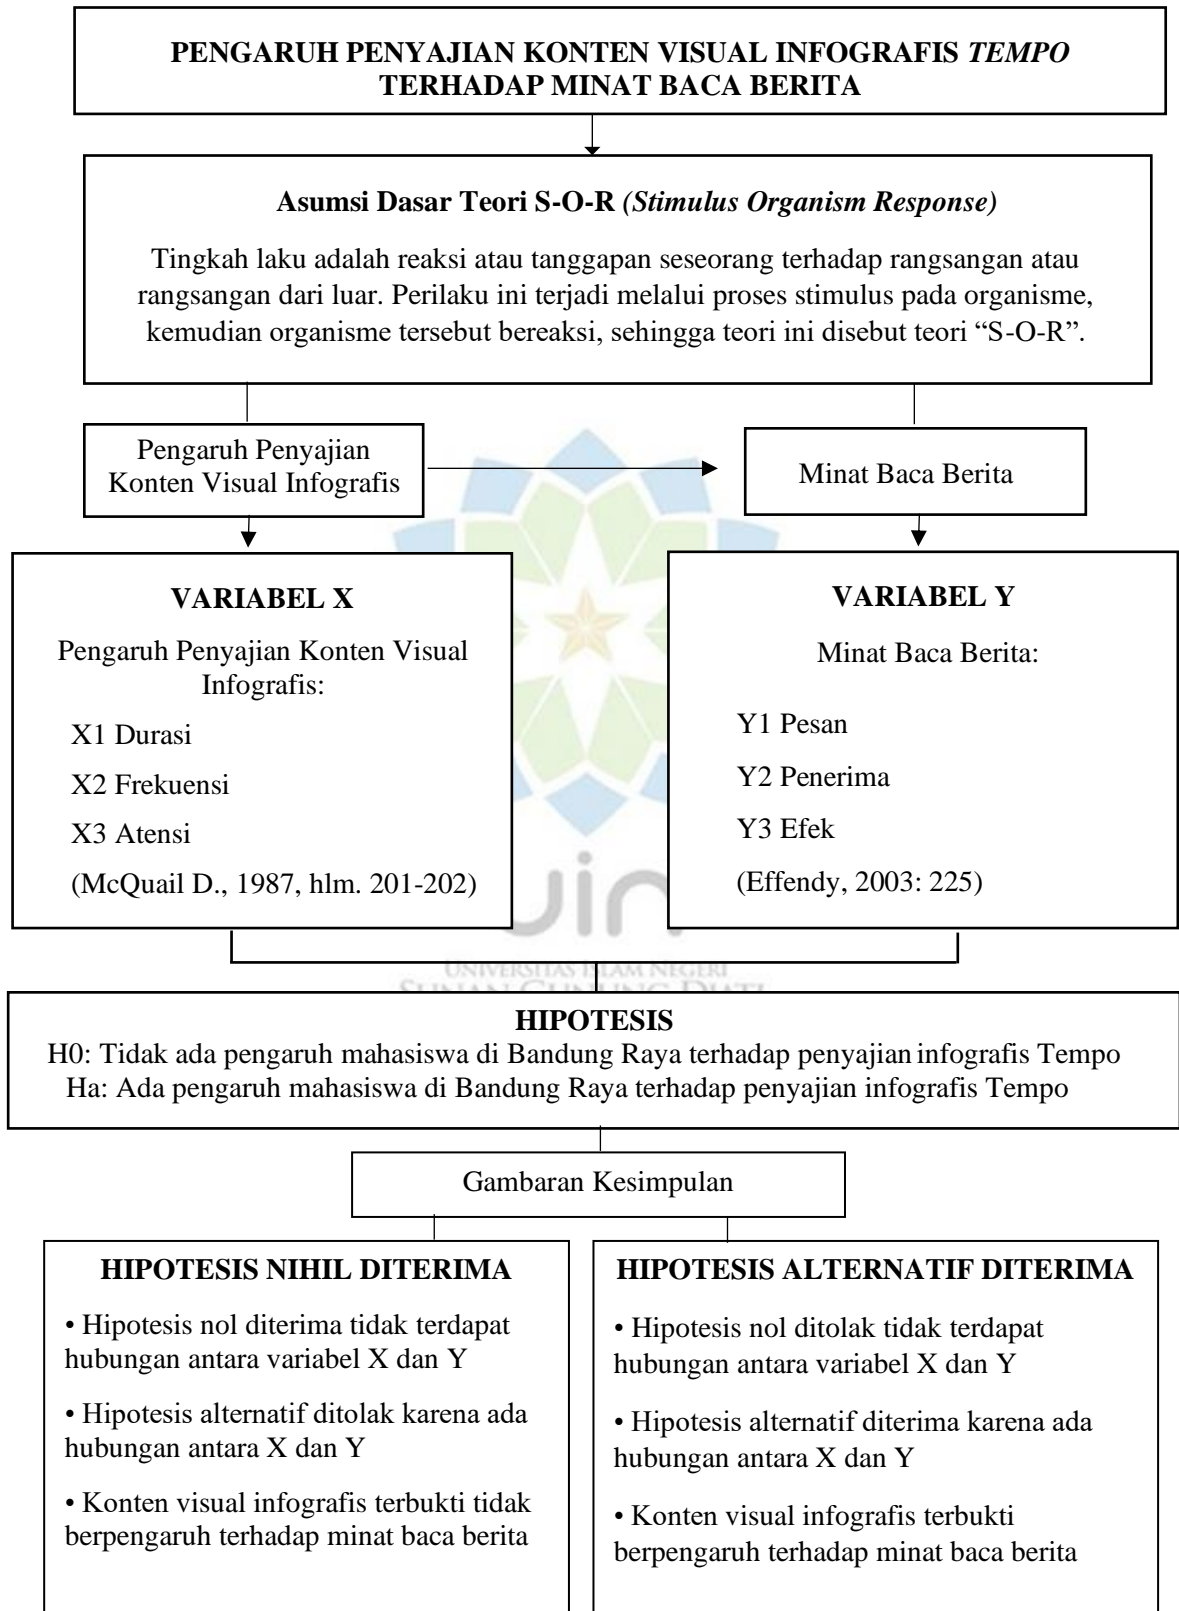 PENGARUH PENYAJIAN KONTEN VISUAL INFOGRAFIS TEMPO
TERHADAP MINAT BACA BERITA
Asumsi Dasar Teori S-O-R (Stimulus Organism Response)
Tingkah laku adalah reaksi atau tanggapan seseorang terhadap rangsangan atau
rangsangan dari luar. Perilaku ini terjadi melalui proses stimulus pada organisme,
kemudian organisme tersebut bereaksi, sehingga teori ini disebut teori “S-O-R”.
Pengaruh Penyajian
Konten Visual Infografis
Minat Baca Berita
VARIABEL X
Pengaruh Penyajian Konten Visual
Infografis:
X1 Durasi
X2 Frekuensi
X3 Atensi
(McQuail D., 1987, hlm. 201-202)
VARIABEL Y
Minat Baca Berita:
Y1 Pesan
Y2 Penerima
Y3 Efek
(Effendy, 2003: 225)
uin
UNIVERSITAS ISLAM NEGERI
SUNAN GUNUNG DJATI
HIPOTESIS
H0: Tidak ada pengaruh mahasiswa di Bandung Raya terhadap penyajian infografis Tempo
Ha: Ada pengaruh mahasiswa di Bandung Raya terhadap penyajian infografis Tempo
Gambaran Kesimpulan
HIPOTESIS NIHIL DITERIMA
• Hipotesis nol diterima tidak terdapat
hubungan antara variabel X dan Y
• Hipotesis alternatif ditolak karena ada
hubungan antara X dan Y
• Konten visual infografis terbukti tidak
berpengaruh terhadap minat baca berita
HIPOTESIS ALTERNATIF DITERIMA
• Hipotesis nol ditolak tidak terdapat
hubungan antara variabel X dan Y
• Hipotesis alternatif diterima karena ada
hubungan antara X dan Y
• Konten visual infografis terbukti
berpengaruh terhadap minat baca berita